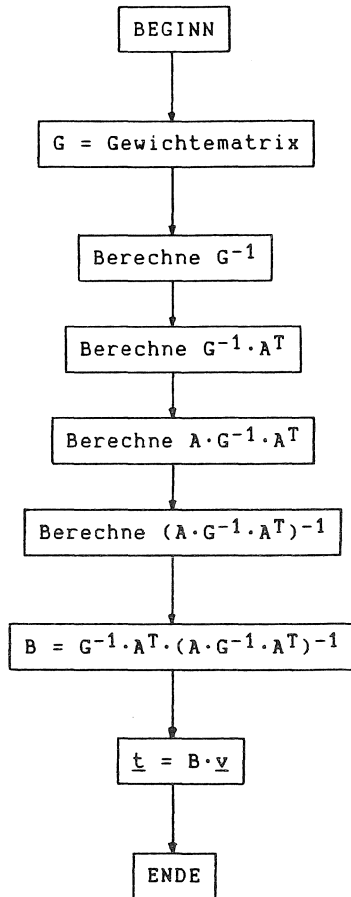 BEGINN
G = Gewichtematrix
Berechne G⁻¹
Berechne G⁻¹·Aᵀ
Berechne A·G⁻¹·Aᵀ
Berechne (A·G⁻¹·Aᵀ)⁻¹
B = G⁻¹·Aᵀ·(A·G⁻¹·Aᵀ)⁻¹
t = B·v
ENDE